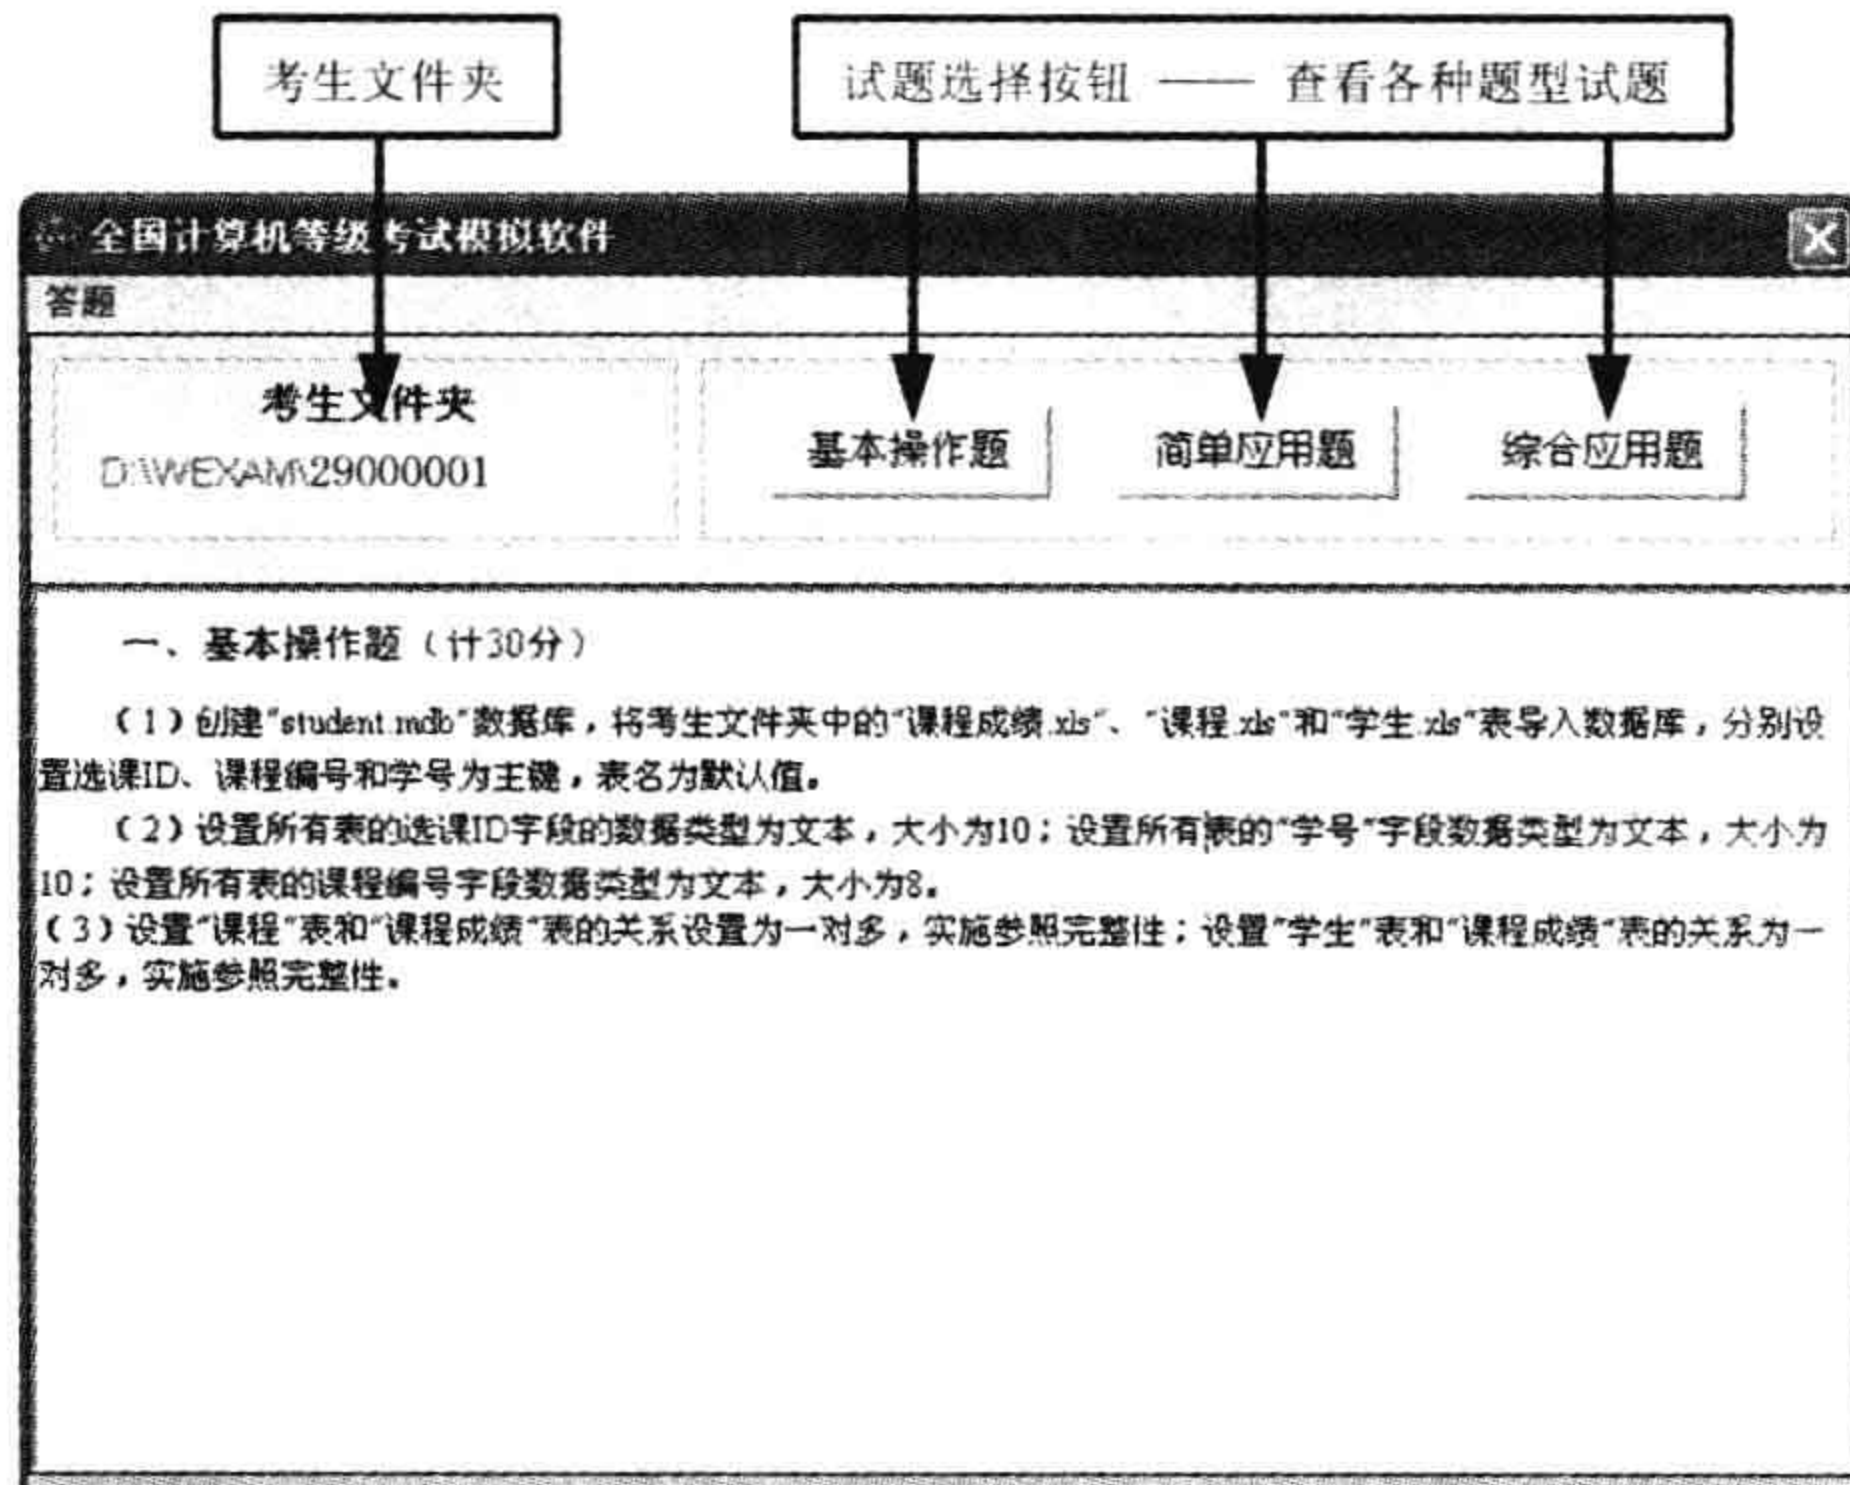 考生文件夹
试题选择按钮 —— 查看各种题型试题
全国计算机等级考试模拟软件
答题
考生文件夹
D:\WEXAM\29000001
基本操作题
简单应用题
综合应用题
一、基本操作题（计30分）
（1）创建"student.mdb"数据库，将考生文件夹中的"课程成绩.xls"、"课程.xls"和"学生.xls"表导入数据库，分别设
置选课ID、课程编号和学号为主键，表名为默认值。
（2）设置所有表的选课ID字段的数据类型为文本，大小为10；设置所有表的"学号"字段数据类型为文本，大小为
10；设置所有表的课程编号字段数据类型为文本，大小为8。
（3）设置"课程"表和"课程成绩"表的关系设置为一对多，实施参照完整性；设置"学生"表和"课程成绩"表的关系为一
对多，实施参照完整性。